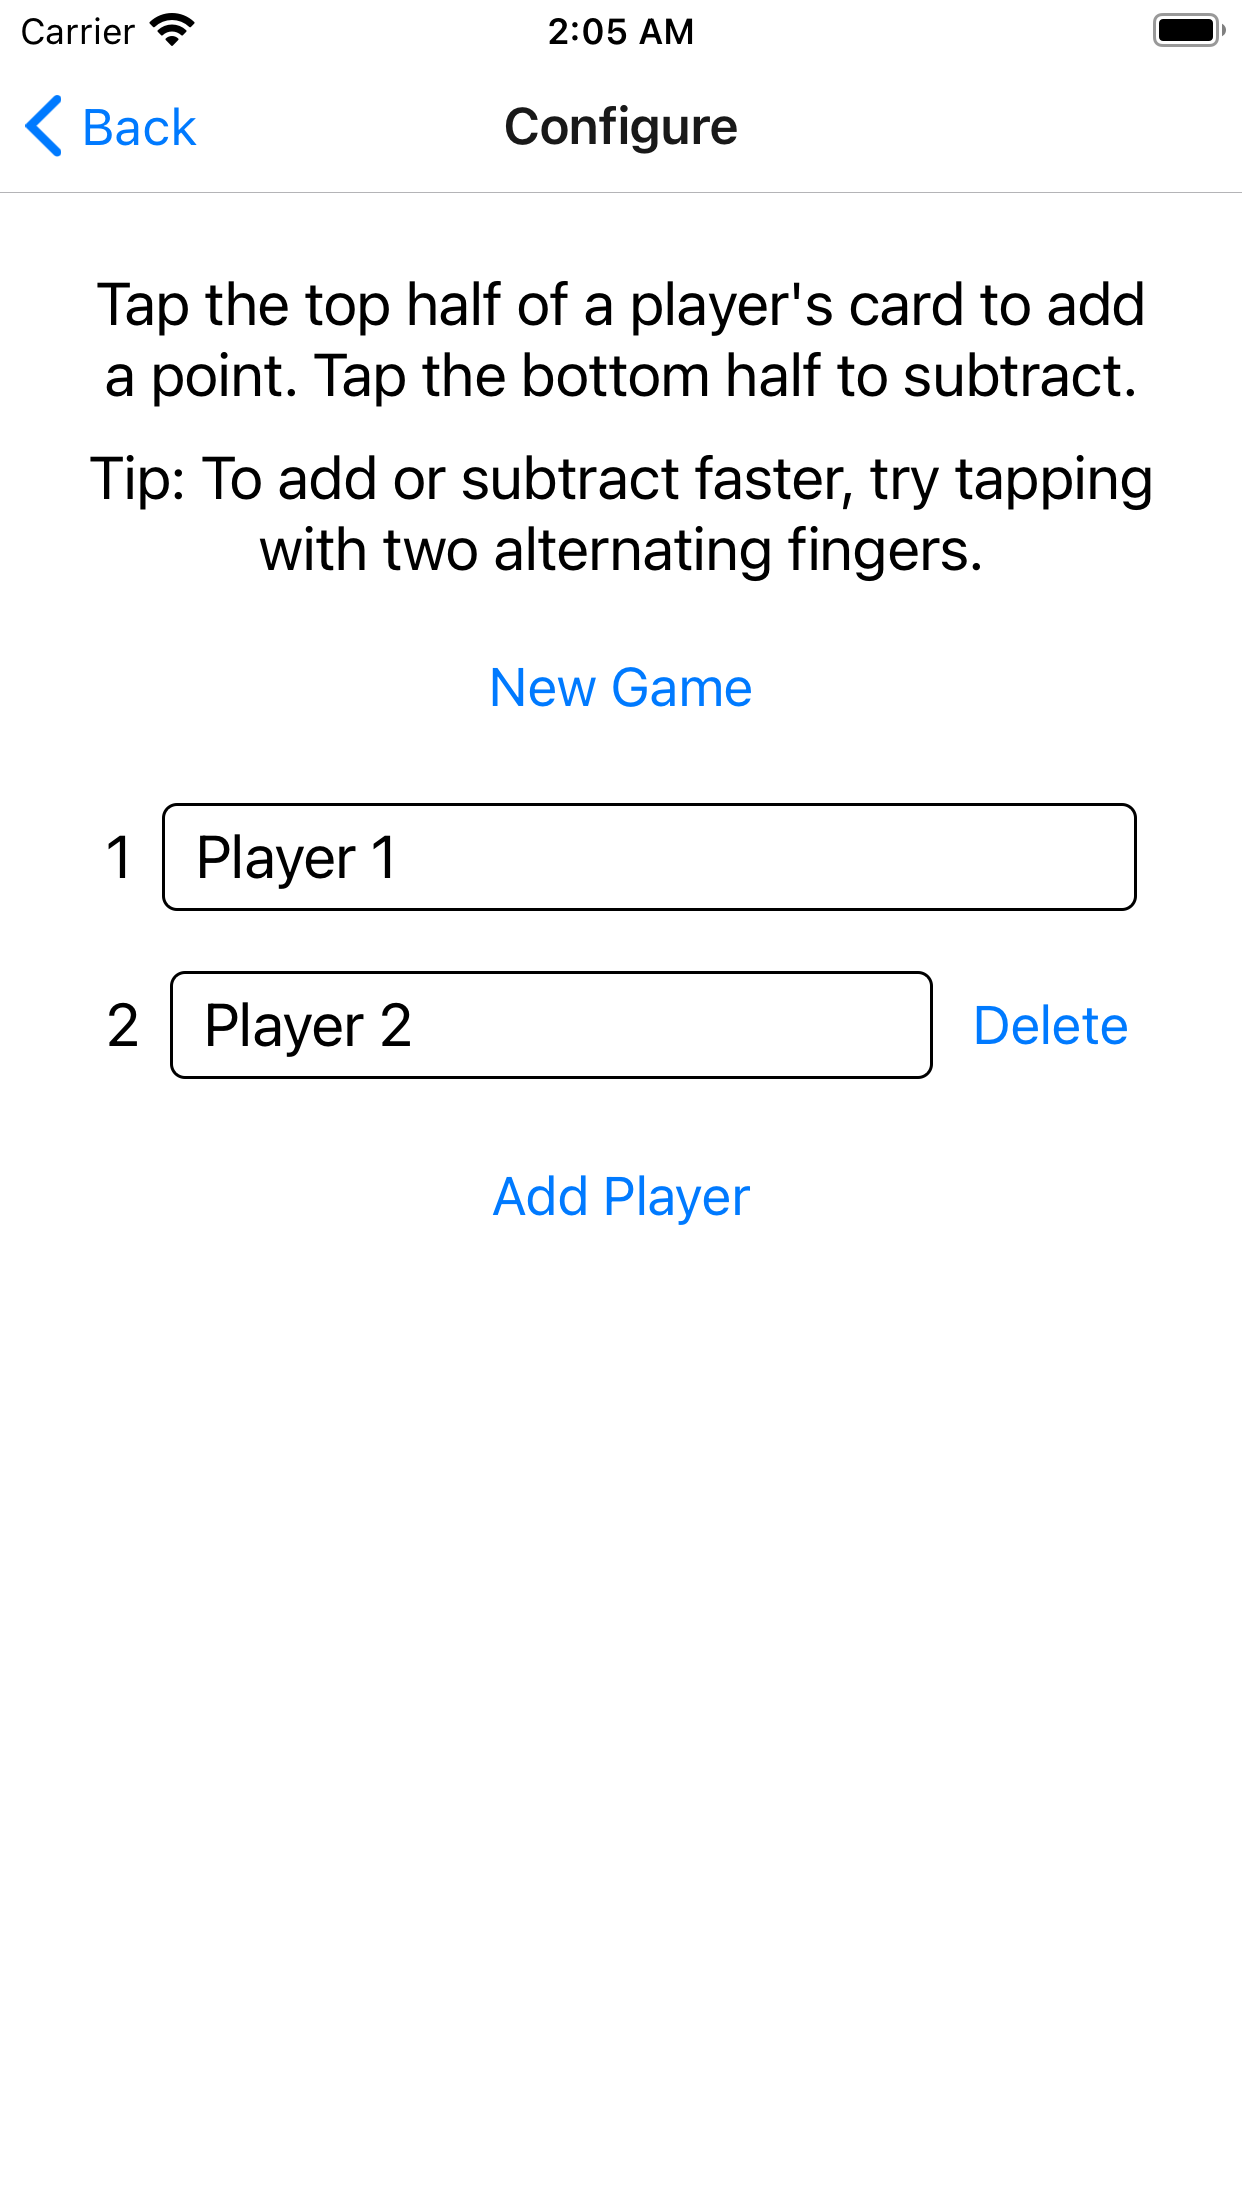 Carrier 2:05 AM
Back Configure
Tap the top half of a player's card to add
a point. Tap the bottom half to subtract.
Tip: To add or subtract faster, try tapping
with two alternating fingers.
New Game
1 Player 1
2 Player 2 Delete
Add Player